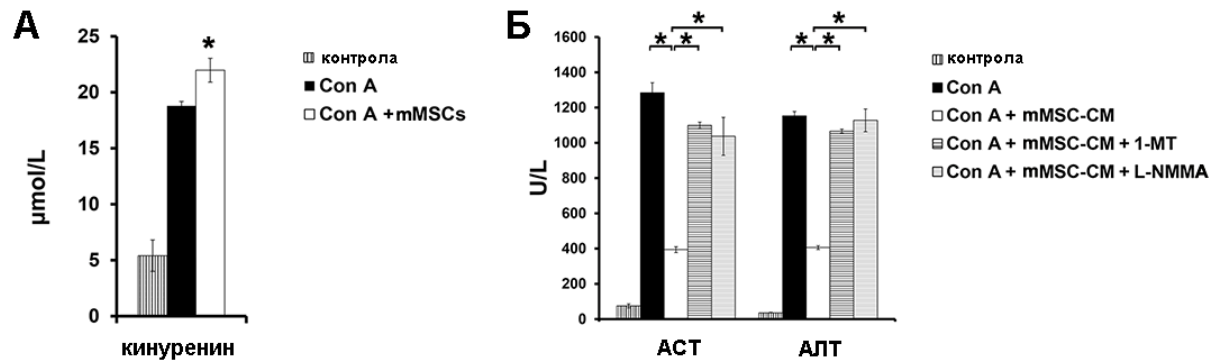 А
25
20
15
10
5
0
µmol/L
кинуренин
*
контрола
Con A
Con A +mMSCs
Б
1600
1400
1200
1000
800
600
400
200
0
U/L
* * *
* * *
АСТ
АЛТ
контрола
Con A
Con A + mMSC-CM
Con A + mMSC-CM + 1-MT
Con A + mMSC-CM + L-NMMA